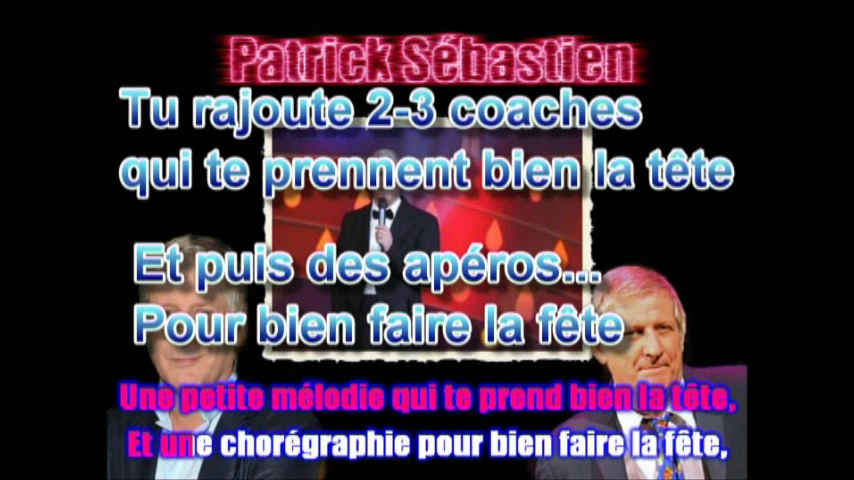 Patrick Sébastien
Tu rajoute 2-3 coaches
qui te prennent bien la tête
Et puis des apéros...
Pour bien faire la fête
Une petite mélodie qui te prend bien la tête,
Et une chorégraphie pour bien faire la fête,